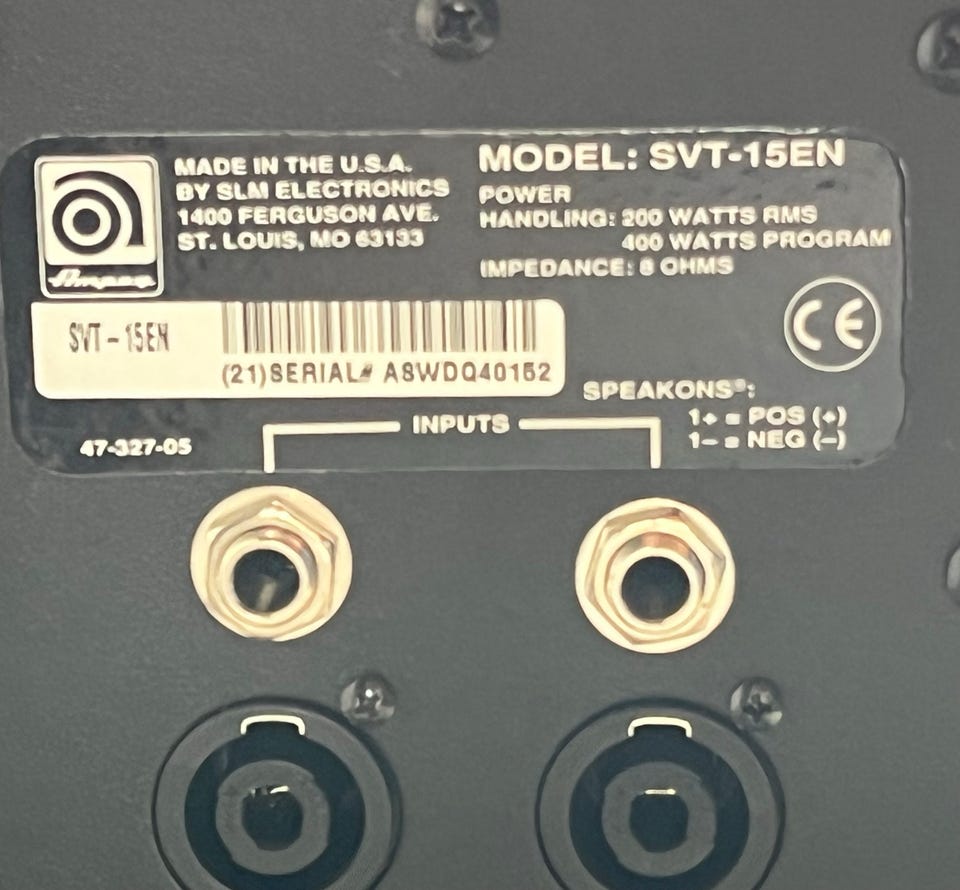 MADE IN THE U.S.A.
BY SLM ELECTRONICS
1400 FERGUSON AVE.
ST. LOUIS, MO 63133
Ampeg
MODEL: SVT-15EN
POWER
HANDLING: 200 WATTS RMS
400 WATTS PROGRAM
IMPEDANCE: 8 OHMS
CE
SVT-15EN
(21)SERIAL# ASWDQ40152
SPEAKONS®:
1+ = POS (+)
1- = NEG (-)
INPUTS
47-327-05